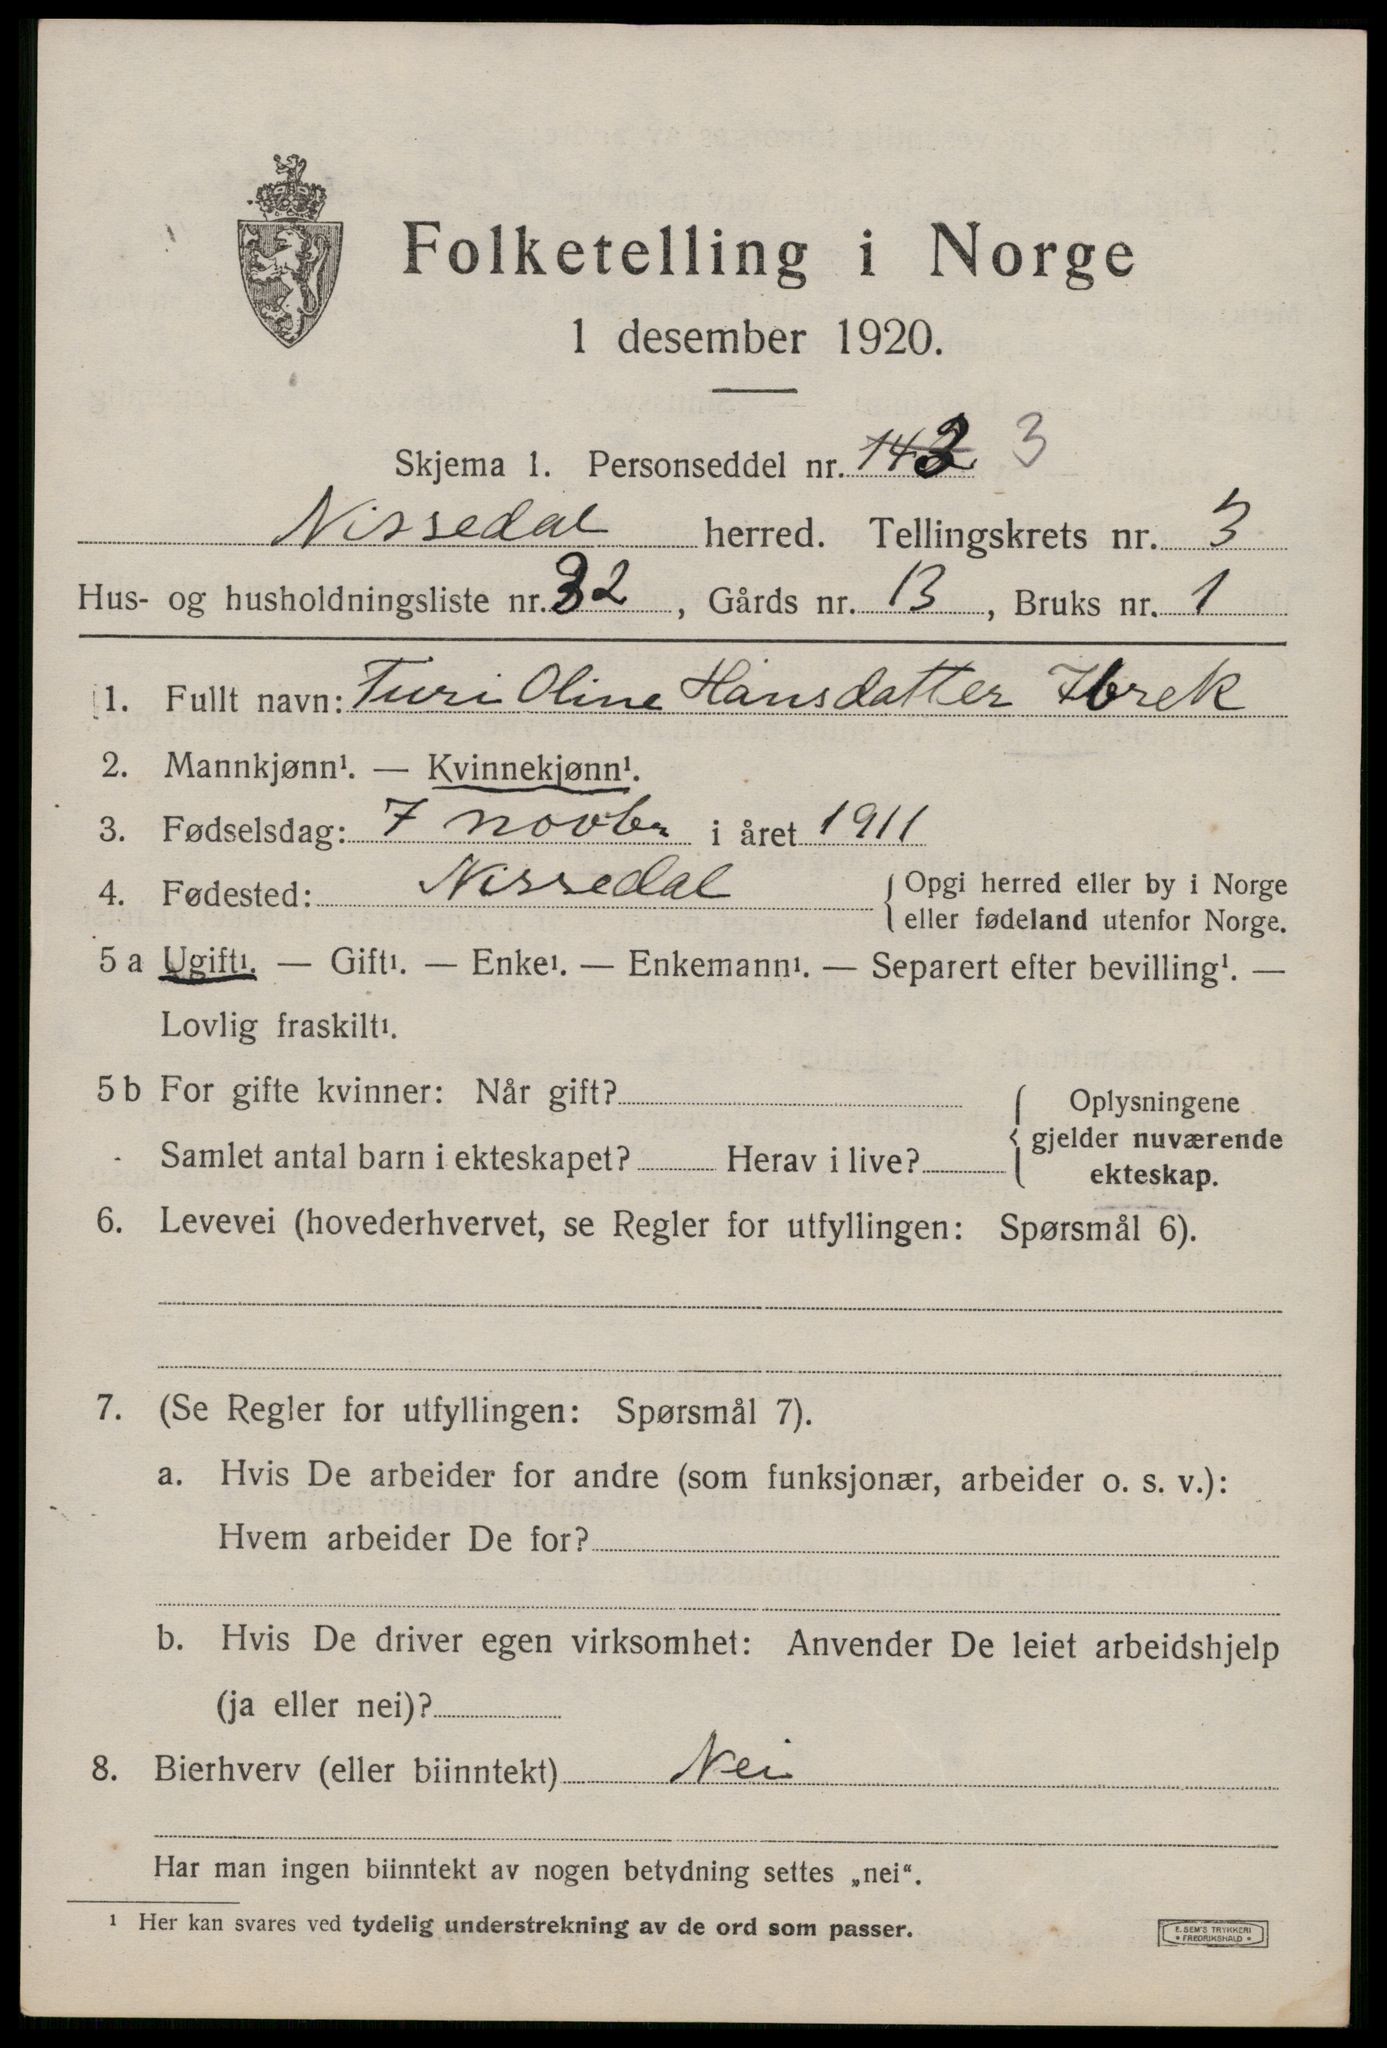 Folketelling i Norge
1 desember 1920.
Skjema 1. Personseddel nr. 3
Nissedal herred. Tellingskrets nr. 3
Hus- og husholdningsliste nr. 32, Gårds nr. 13, Bruks nr. 1
1. Fullt navn: Turi Oline Hansdatter
2. Mannkjønn¹. — Kvinnekjønn¹.
3. Fødselsdag: 7 novbr i året 1911
4. Fødested: Nissedal { Opgi herred eller by i Norge
eller fødeland utenfor Norge.
5 a Ugift¹. — Gift¹. — Enke¹. — Enkemann¹. — Separert efter bevilling¹. —
Lovlig fraskilt¹.
5 b For gifte kvinner: Når gift? { Oplysningene
gjelder nuværende
Samlet antal barn i ekteskapet? Herav i live?
ekteskap.
6. Levevei (hovederhvervet, se Regler for utfyllingen: Spørsmål 6).
7. (Se Regler for utfyllingen: Spørsmål 7).
a. Hvis De arbeider for andre (som funksjonær, arbeider o. s. v.):
Hvem arbeider De for?
b. Hvis De driver egen virksomhet: Anvender De leiet arbeidshjelp
(ja eller nei)?
8. Bierhverv (eller biinntekt) Nei
Har man ingen biinntekt av nogen betydning settes „nei“.
¹ Her kan svares ved tydelig understrekning av de ord som passer.
E. SEM'S TRYKKERI
• FREDRIKSHALD •